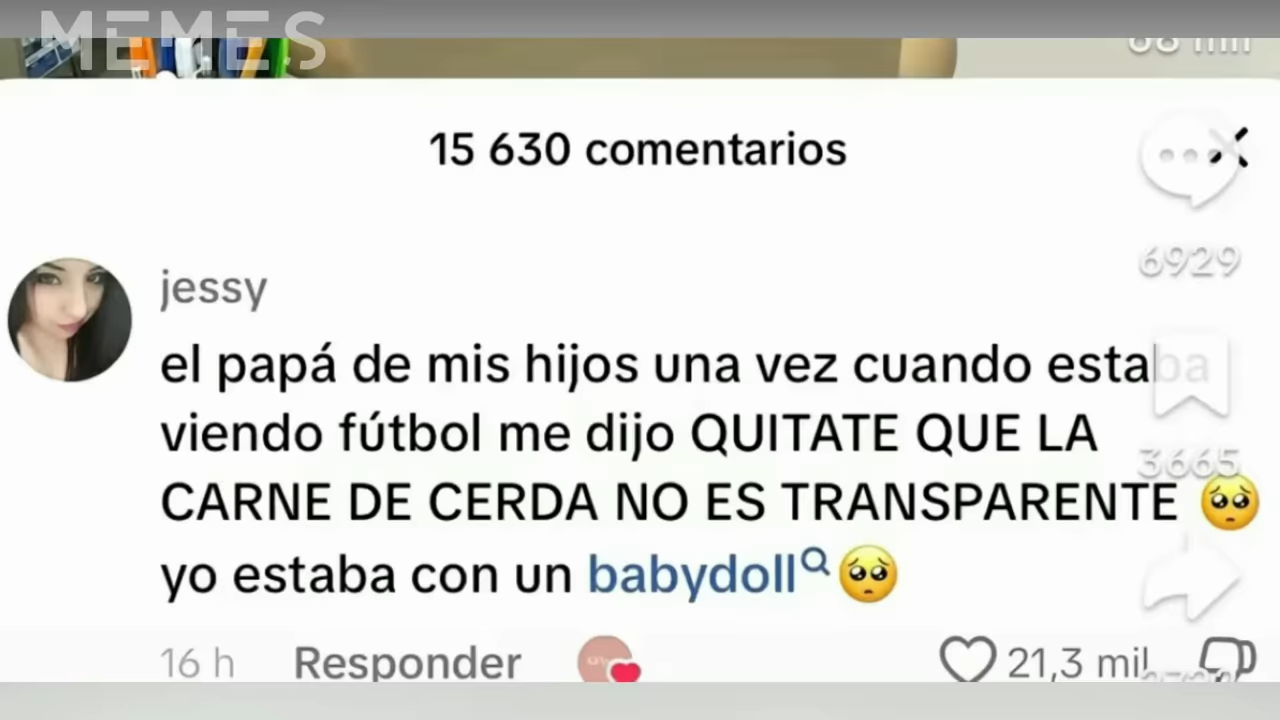 MEMES
15 630 comentarios
6929
jessy
el papá de mis hijos una vez cuando estaba
viendo fútbol me dijo QUITATE QUE LA
3665
CARNE DE CERDA NO ES TRANSPARENTE 🥺
yo estaba con un babydoll 🥺
16 h Responder 21,3 mil